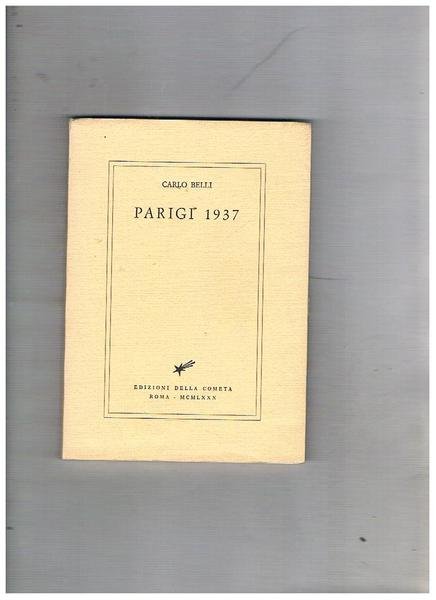 CARLO BELLI
PARIGI 1937
EDIZIONI DELLA COMETA
ROMA - MCMLXXX